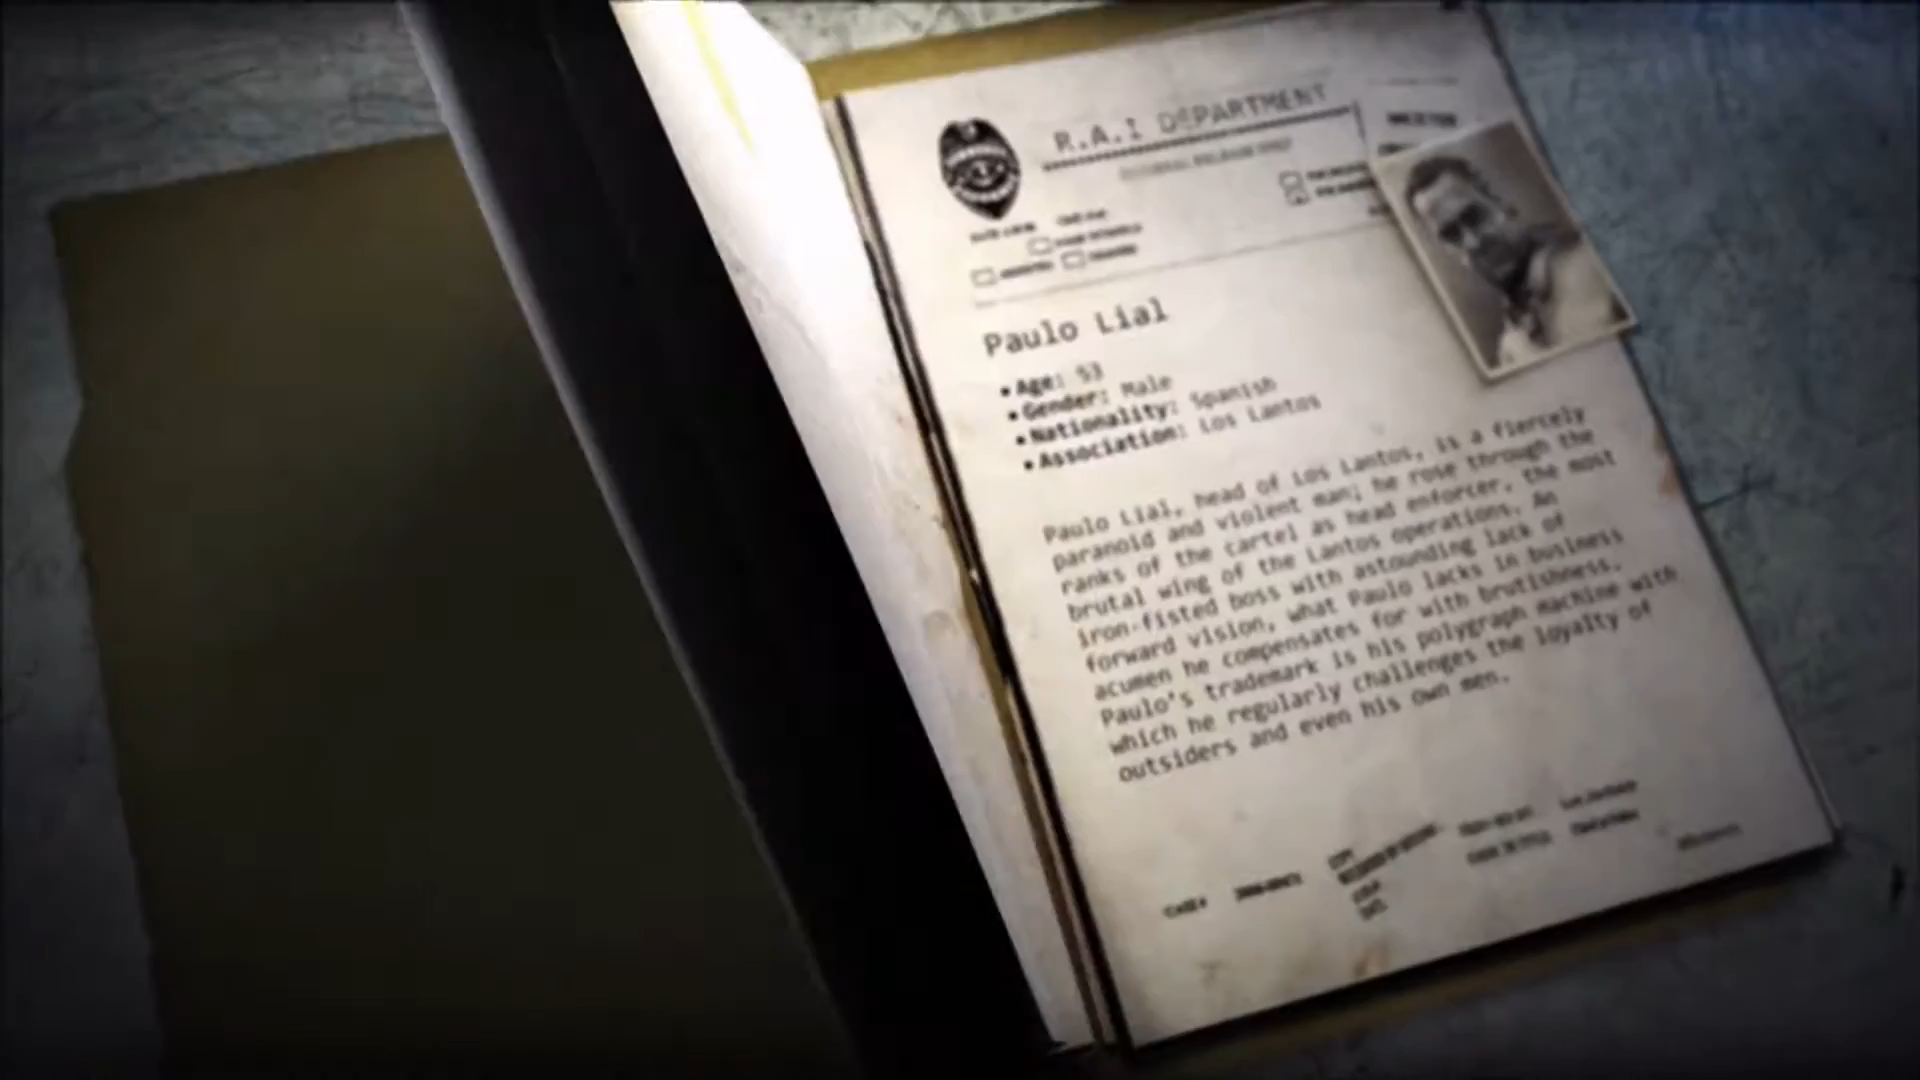 R.A.I DEPARTMENT
Paulo Lial
• Age: 53
• Gender: Male
• Nationality: Spanish
• Association: Los Lantos
Paulo Lial, head of Los Lantos, is a fiercely
paranoid and violent man; he rose through the
ranks of the cartel as head enforcer, the most
brutal wing of the Lantos operations. An
iron-fisted boss with astounding lack of
forward vision, what Paulo lacks in business
acumen he compensates for with brutishness.
Paulo's trademark is his polygraph machine with
which he regularly challenges the loyalty of
outsiders and even his own men.